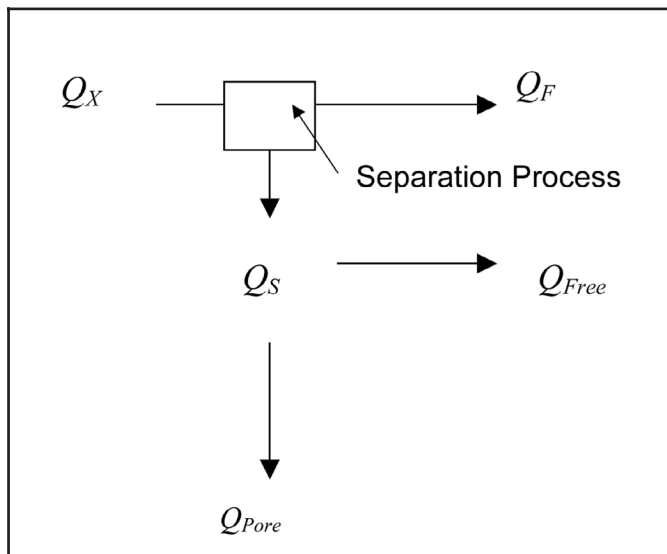 Q_X
Q_F
Separation Process
Q_S
Q_Free
Q_Pore